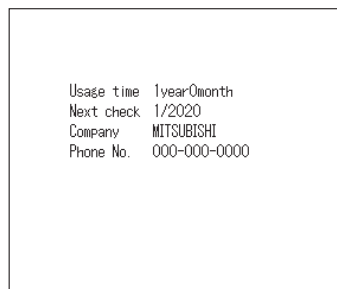 Usage time 1year0month
Next check 1/2020
Company MITSUBISHI
Phone No. 000-000-0000